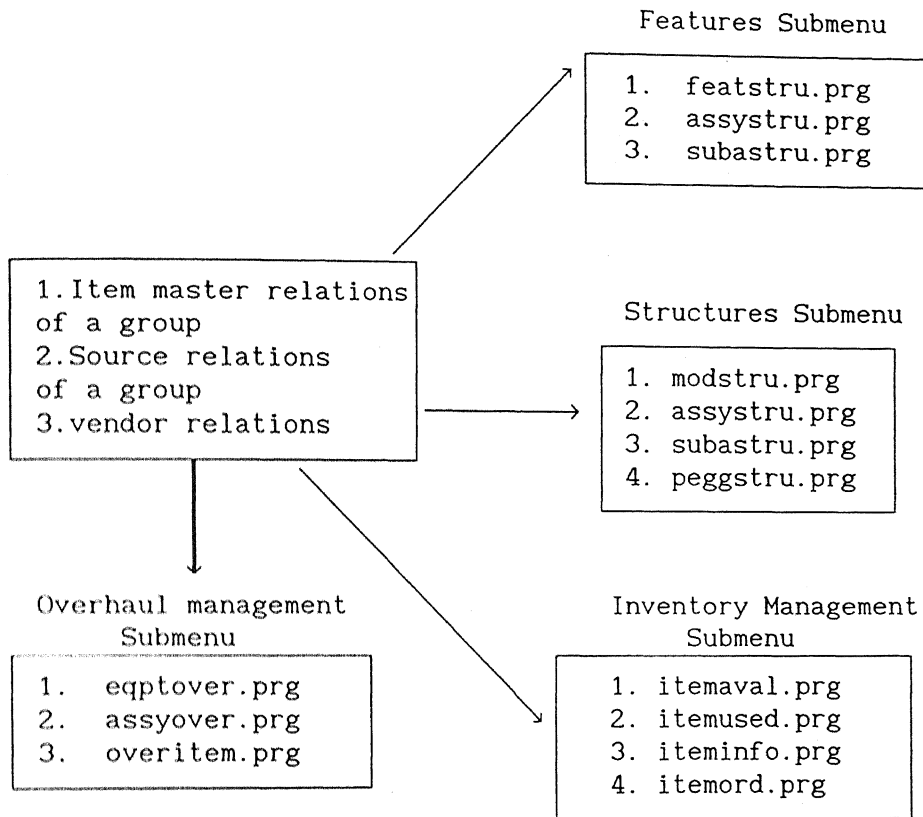 Features Submenu
1. featstru.prg
2. assystru.prg
3. subastru.prg
1.Item master relations
of a group
2.Source relations
of a group
3.vendor relations
Structures Submenu
1. modstru.prg
2. assystru.prg
3. subastru.prg
4. peggstru.prg
Overhaul management
Submenu
1. eqptover.prg
2. assyover.prg
3. overitem.prg
Inventory Management
Submenu
1. itemaval.prg
2. itemused.prg
3. iteminfo.prg
4. itemord.prg